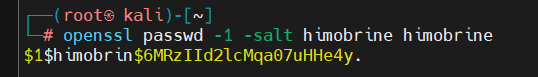 ┌──(root㉿ kali)-[~]
└─# openssl passwd -1 -salt himobrine himobrine
$1$himobrin$6MRzIId2lcMqa07uHHe4y.